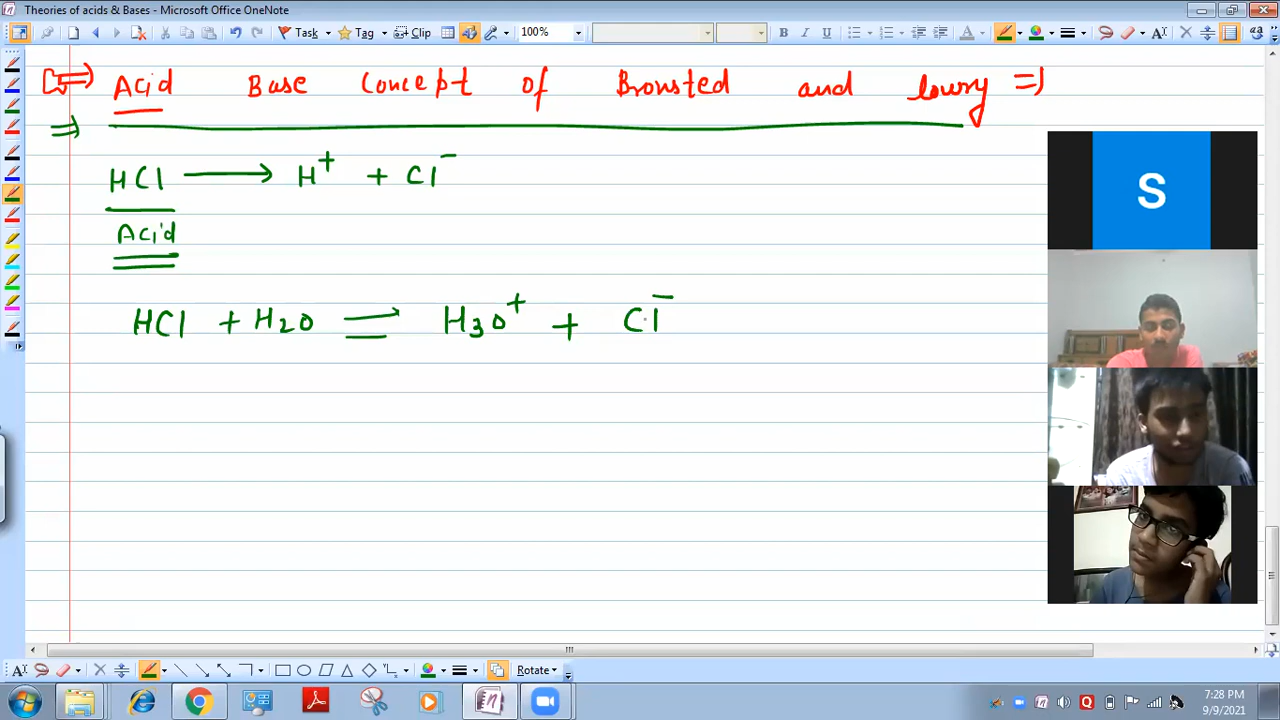 Theories of acids & Bases - Microsoft Office OneNote
Task Tag Clip 100% B I U
⇒ Acid Base Concept of Bronsted and lowry ⇒
⇒
HCl ⟶ H⁺ + Cl⁻
Acid
S
HCl + H₂O ⇌ H₃O⁺ + Cl⁻
Rotate
7:28 PM
9/9/2021